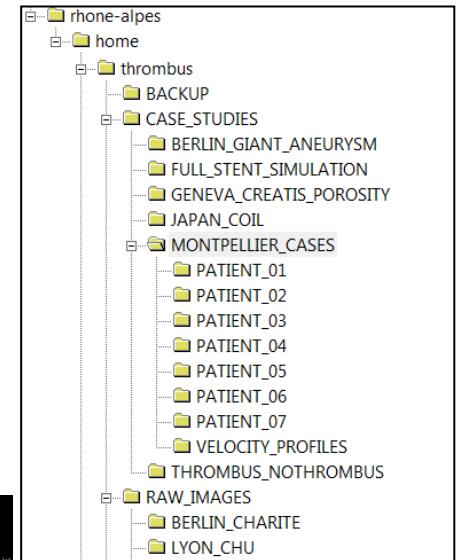 rhone-alpes
home
thrombus
BACKUP
CASE_STUDIES
BERLIN_GIANT_ANEURYSM
FULL_STENT_SIMULATION
GENEVA_CREATIS_POROSITY
JAPAN_COIL
MONTPELLIER_CASES
PATIENT_01
PATIENT_02
PATIENT_03
PATIENT_04
PATIENT_05
PATIENT_06
PATIENT_07
VELOCITY_PROFILES
THROMBUS_NOTHROMBUS
RAW_IMAGES
BERLIN_CHARITE
LYON_CHU